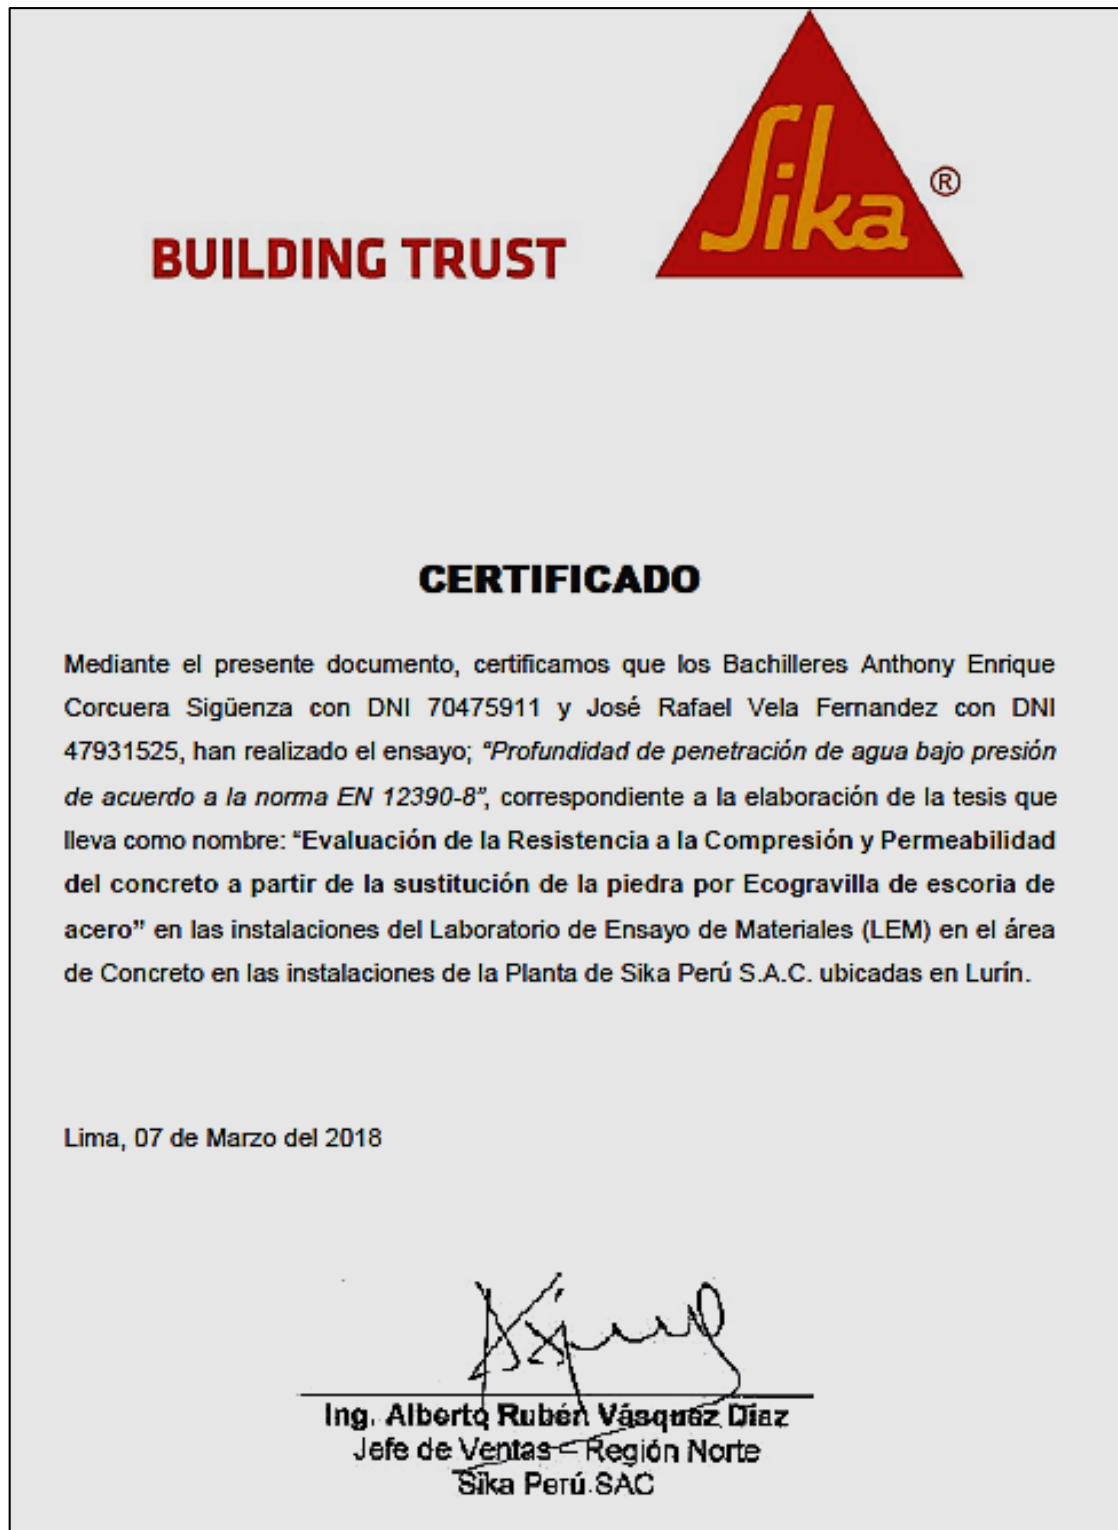 Sika®
BUILDING TRUST
CERTIFICADO
Mediante el presente documento, certificamos que los Bachilleres Anthony Enrique
Corcuera Sigüenza con DNI 70475911 y José Rafael Vela Fernandez con DNI
47931525, han realizado el ensayo; "Profundidad de penetración de agua bajo presión
de acuerdo a la norma EN 12390-8", correspondiente a la elaboración de la tesis que
lleva como nombre: “Evaluación de la Resistencia a la Compresión y Permeabilidad
del concreto a partir de la sustitución de la piedra por Ecogravilla de escoria de
acero” en las instalaciones del Laboratorio de Ensayo de Materiales (LEM) en el área
de Concreto en las instalaciones de la Planta de Sika Perú S.A.C. ubicadas en Lurín.
Lima, 07 de Marzo del 2018
Ing. Alberto Rubén Vásquez Díaz
Jefe de Ventas – Región Norte
Sika Perú SAC